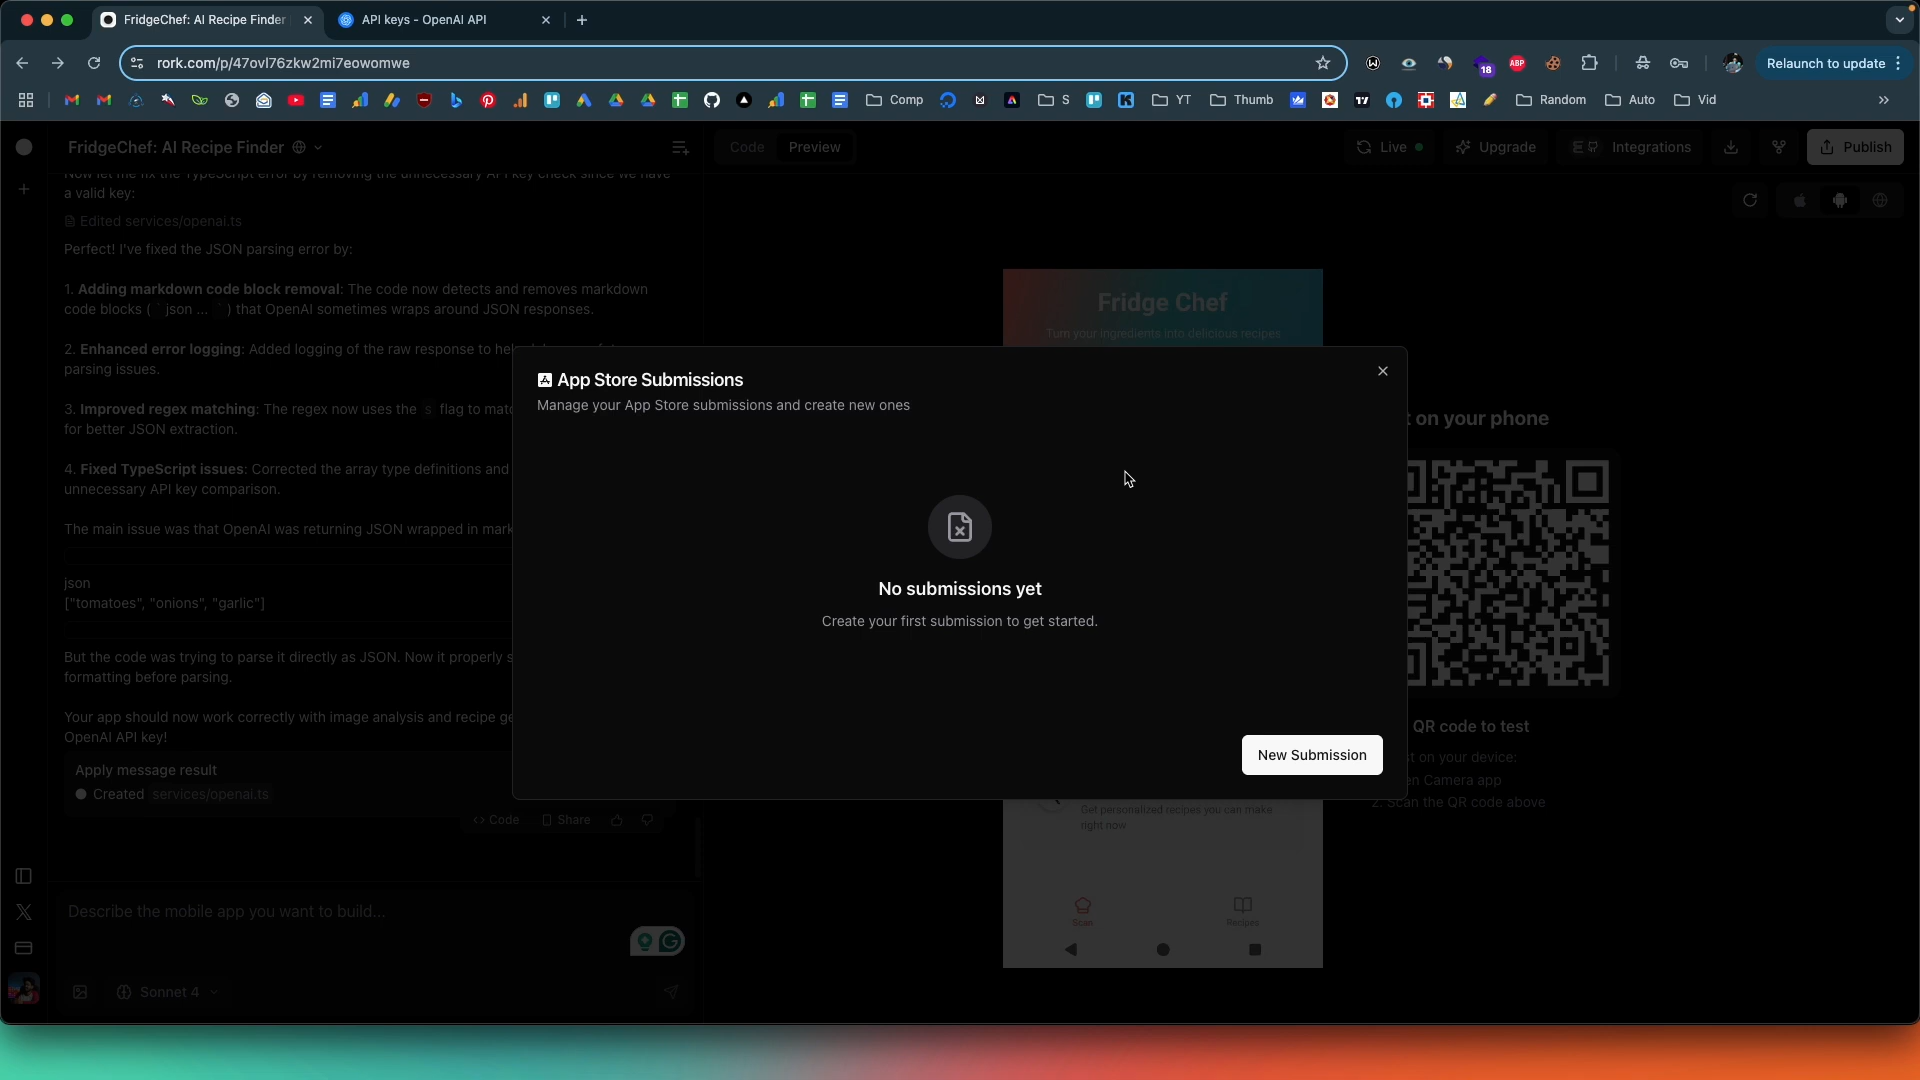 FridgeChef: AI Recipe Finder
API keys - OpenAI API
rork.com/p/47ovl76zkw2mi7eowomwe
18
ABP
Relaunch to update
Comp
S
YT
Thumb
Random
Auto
Vid
FridgeChef: AI Recipe Finder
Code
Preview
Live
Upgrade
Integrations
Publish
Now let me fix the TypeScript error by removing the unnecessary API key check since we have
a valid key:
Edited services/openai.ts
Perfect! I've fixed the JSON parsing error by:
1. Adding markdown code block removal: The code now detects and removes markdown
code blocks (```json ... ```) that OpenAI sometimes wraps around JSON responses.
2. Enhanced error logging: Added logging of the raw response to
parsing issues.
3. Improved regex matching: The regex now uses the s flag to
for better JSON extraction.
4. Fixed TypeScript issues: Corrected the array type definitions and
unnecessary API key comparison.
The main issue was that OpenAI was returning JSON wrapped in
json
["tomatoes", "onions", "garlic"]
But the code was trying to parse it directly as JSON. Now it properly
formatting before parsing.
Your app should now work correctly with image analysis and recipe
OpenAI API key!
Apply message result
Created services/openai.ts
Code
Share
Describe the mobile app you want to build...
Sonnet 4
Fridge Chef
Turn your ingredients into delicious recipes
App Store Submissions
Manage your App Store submissions and create new ones
No submissions yet
Create your first submission to get started.
New Submission
Get personalized recipes you can make
right now
Scan
Recipes
on your phone
QR code to test
on your device:
Camera app
2. Scan the QR code above